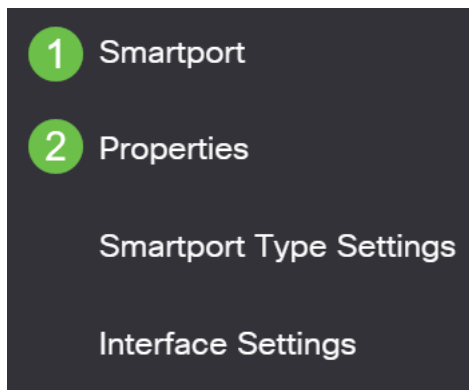 1 Smartport
2 Properties
Smartport Type Settings
Interface Settings